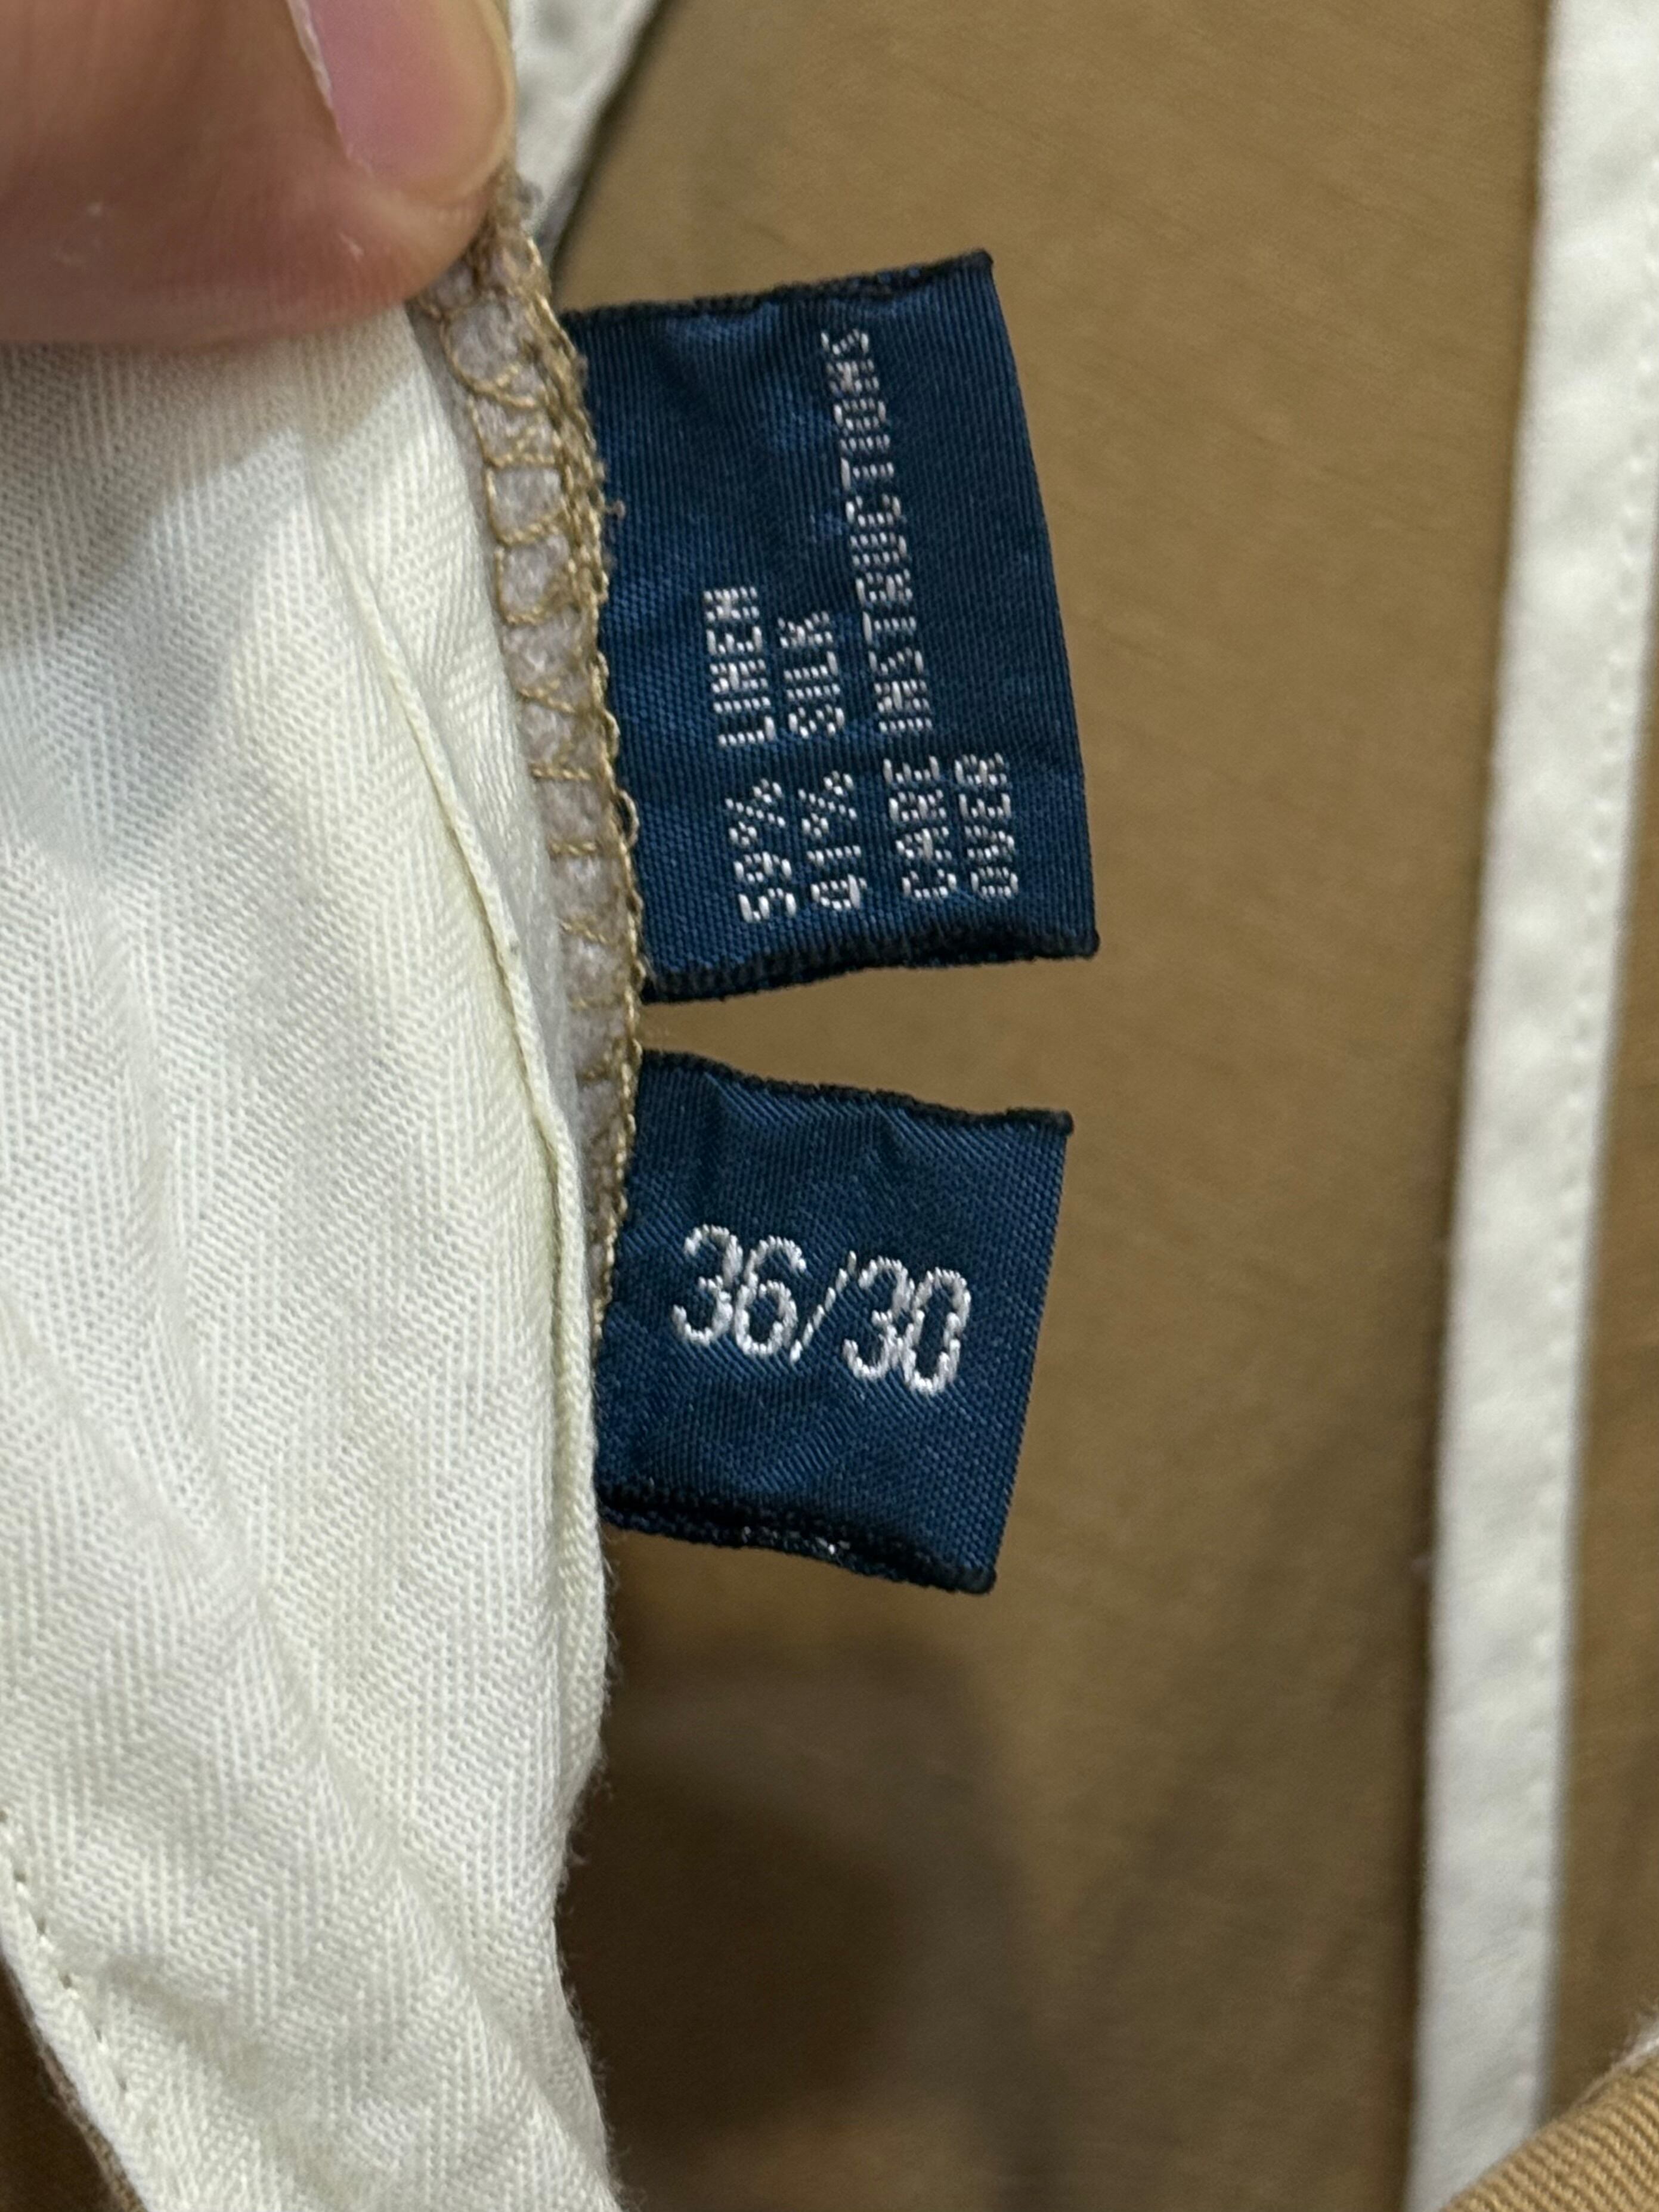 59% LINEN
41% SILK
CARE INSTRUCTIONS
OVER
36/30